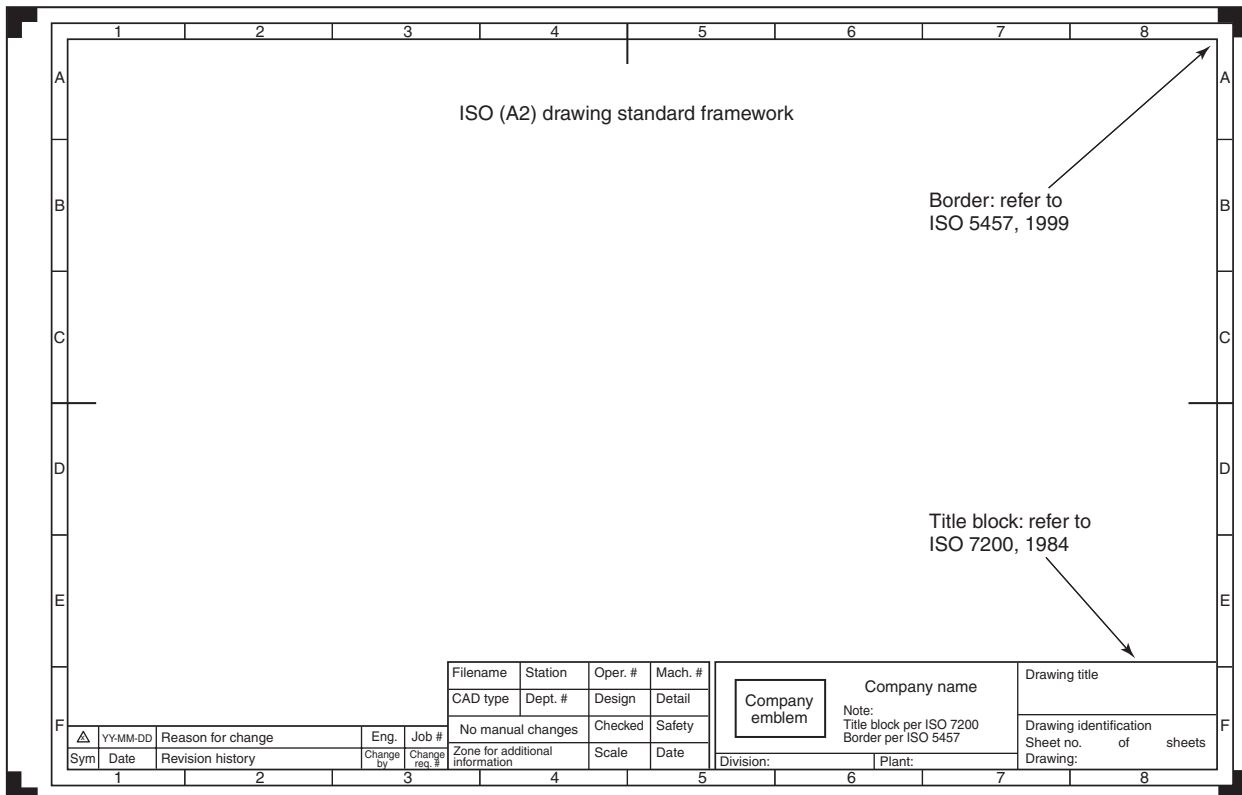 1 2 3 4 5 6 7 8
A A
ISO (A2) drawing standard framework
B B
Border: refer to
ISO 5457, 1999
C C
D D
Title block: refer to
ISO 7200, 1984
E E
Filename Station Oper. # Mach. #
CAD type Dept. # Design Detail
No manual changes Checked Safety
Zone for additional
information
Scale Date
Company
emblem
Company name
Note:
Title block per ISO 7200
Border per ISO 5457
Division: Plant:
Drawing title
Drawing identification
Sheet no. of sheets
Drawing:
F F
YY-MM-DD Reason for change Eng. Job #
Sym Date Revision history Change
by
Change
req. #
1 2 3 4 5 6 7 8